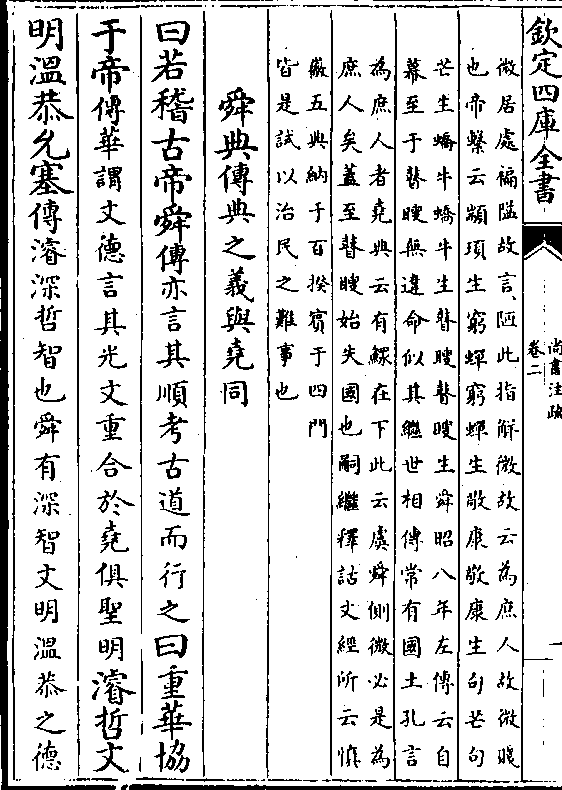 欽定四庫全書
尚書注疏
卷二
一
微居處褊隘故言陋此指解微故云為庶人故微賤
也帝繫云顓頊生窮蟬窮蟬生敬康敬康生句芒句
芒生蟜牛蟜牛生瞽瞍瞽瞍生舜昭八年左傳云自
幕至于瞽瞍無違命似其繼世相傳常有國土孔言
為庶人者堯典云有鰥在下此云虞舜側微必是為
庶人矣蓋至瞽瞍始失國也嗣繼釋詁文經所云慎
徽五典納于百揆賓于四門
皆是試以治民之難事也
舜典傳典之義與堯同
曰若稽古帝舜傳亦言其順考古道而行之曰重華協
于帝傳華謂文德言其光文重合於堯俱聖明濬哲文
明溫恭允塞傳濬深哲智也舜有深智文明溫恭之德